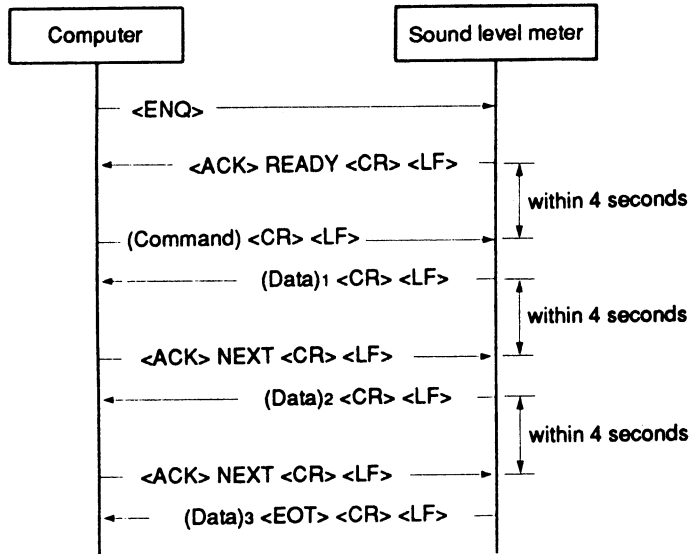 Computer
Sound level meter
<ENQ>
<ACK> READY <CR> <LF>
within 4 seconds
(Command) <CR> <LF>
(Data)1 <CR> <LF>
within 4 seconds
<ACK> NEXT <CR> <LF>
(Data)2 <CR> <LF>
within 4 seconds
<ACK> NEXT <CR> <LF>
(Data)3 <EOT> <CR> <LF>